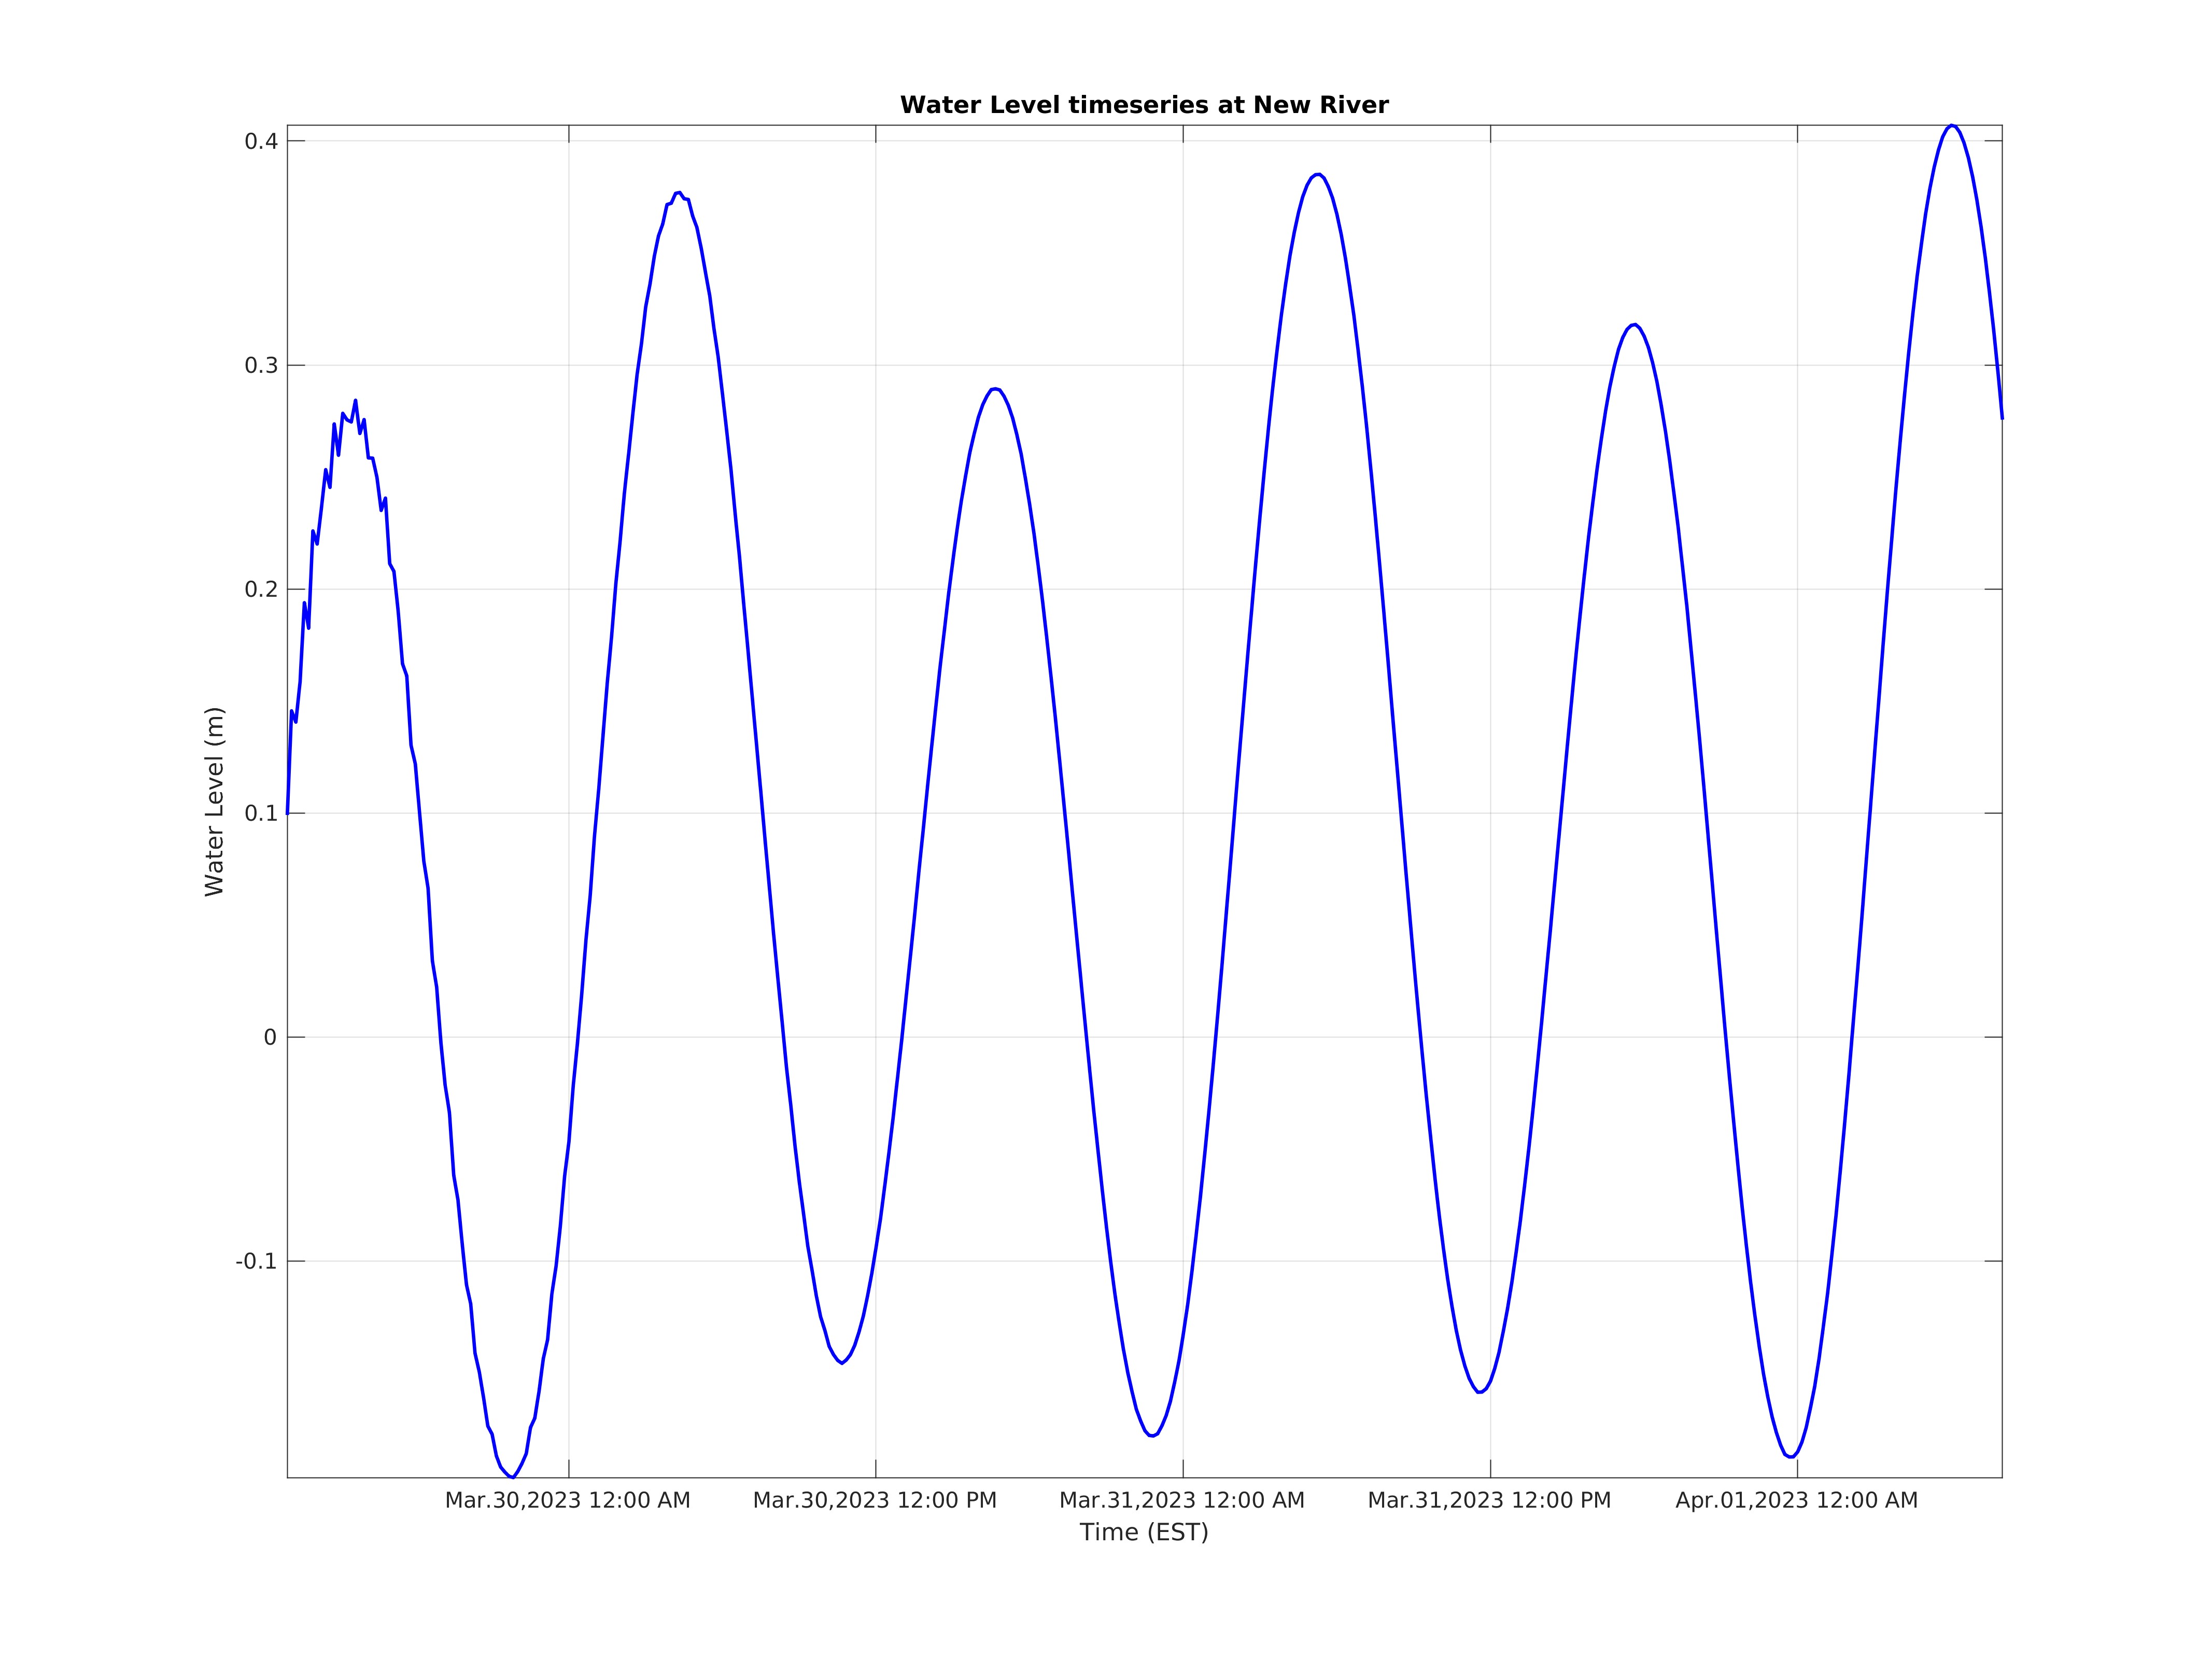 Water Level timeseries at New River
0.4
0.3
0.2
0.1
0
-0.1
Water Level (m)
Mar.30,2023 12:00 AM
Mar.30,2023 12:00 PM
Mar.31,2023 12:00 AM
Mar.31,2023 12:00 PM
Apr.01,2023 12:00 AM
Time (EST)